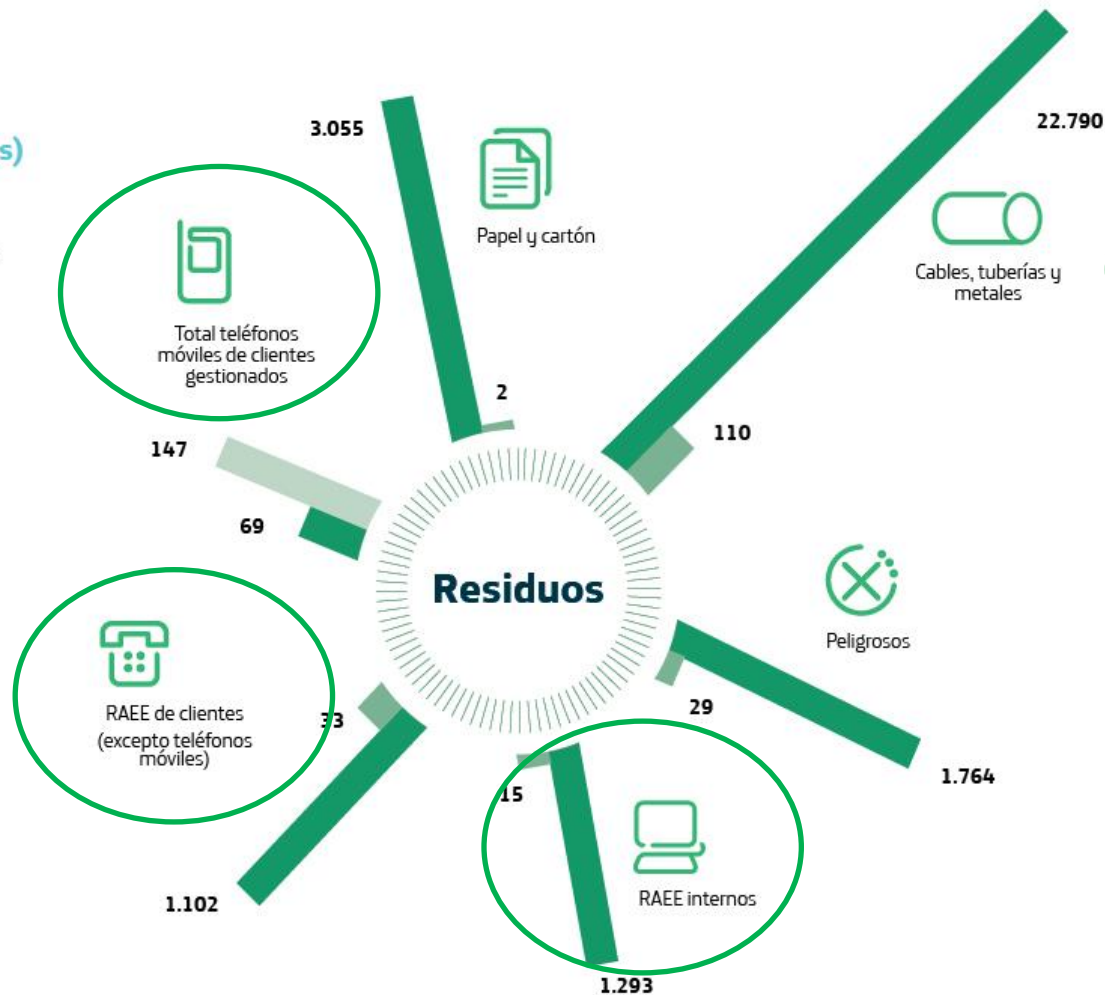 s)
3.055
Papel y cartón
22.790
Cables, tuberías y
metales
Total teléfonos
móviles de clientes
gestionados
2
110
147
69
Residuos
Peligrosos
RAEE de clientes
(excepto teléfonos
móviles)
33
29
1.764
15
RAEE internos
1.102
1.293